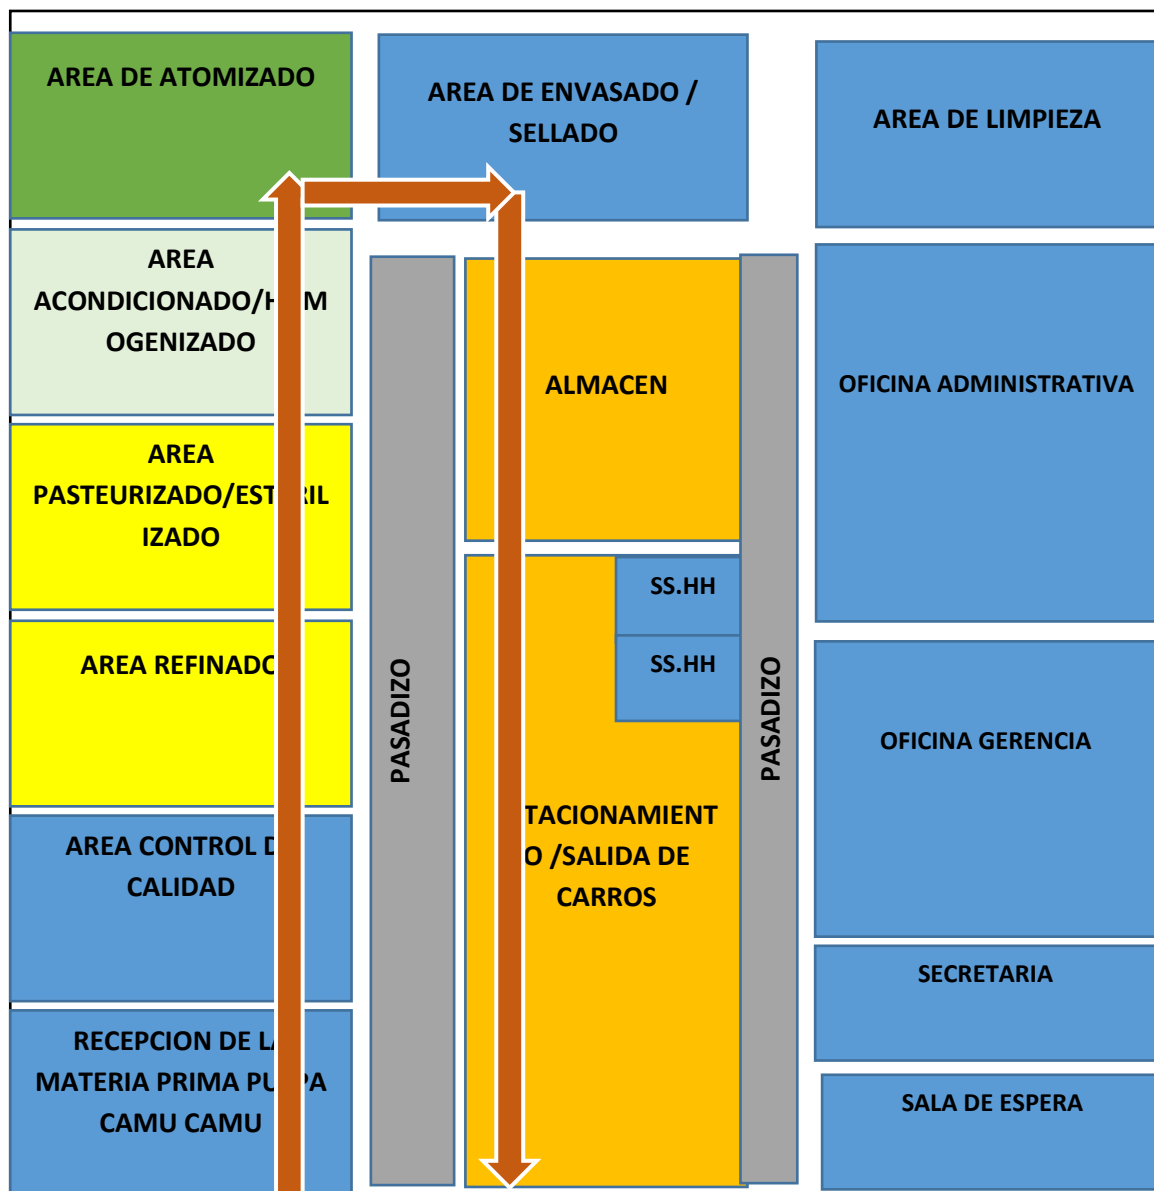 AREA DE ATOMIZADO
AREA DE ENVASADO /
SELLADO
AREA DE LIMPIEZA
AREA
ACONDICIONADO/H M
OGENIZADO
ALMACEN
OFICINA ADMINISTRATIVA
AREA
PASTEURIZADO/EST RIL
IZADO
SS.HH
SS.HH
AREA REFINADO
PASADIZO
PASADIZO
OFICINA GERENCIA
TACIONAMIENT
O /SALIDA DE
CARROS
AREA CONTROL D
CALIDAD
SECRETARIA
RECEPCION DE LA
MATERIA PRIMA PU PA
CAMU CAMU
SALA DE ESPERA